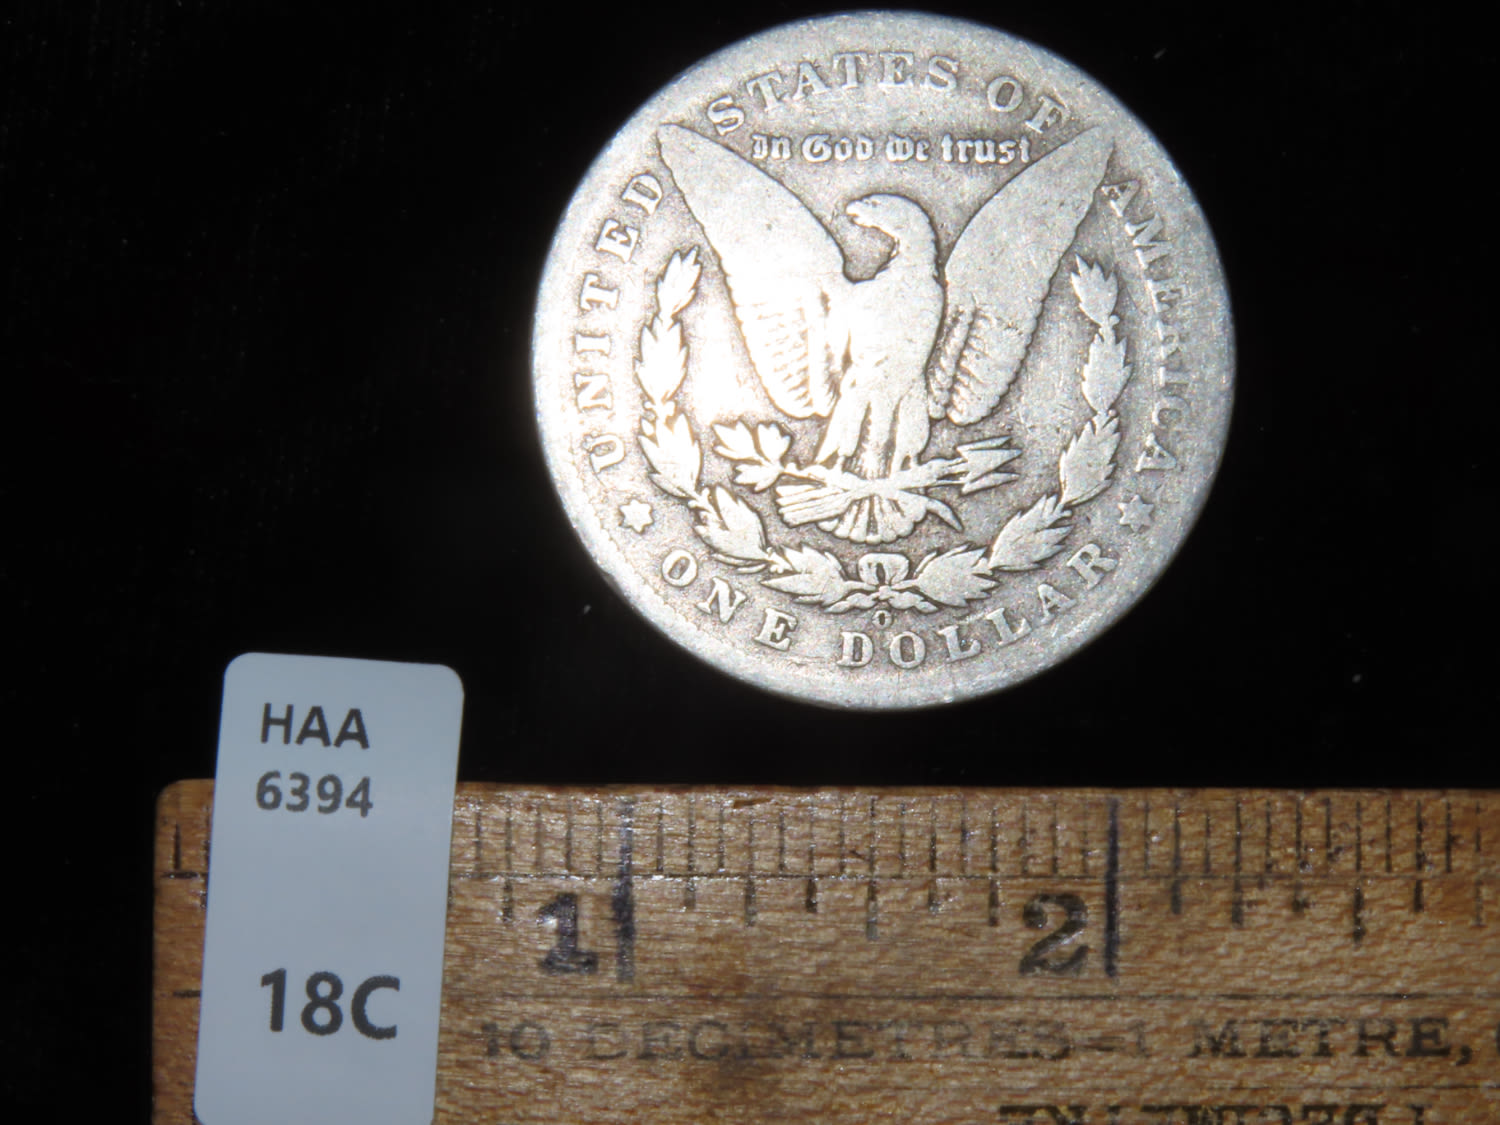 UNITED STATES OF AMERICA
In God We trust
O
ONE DOLLAR
HAA
6394
18C
1 2
10 DECIMETRES=1 METRE,